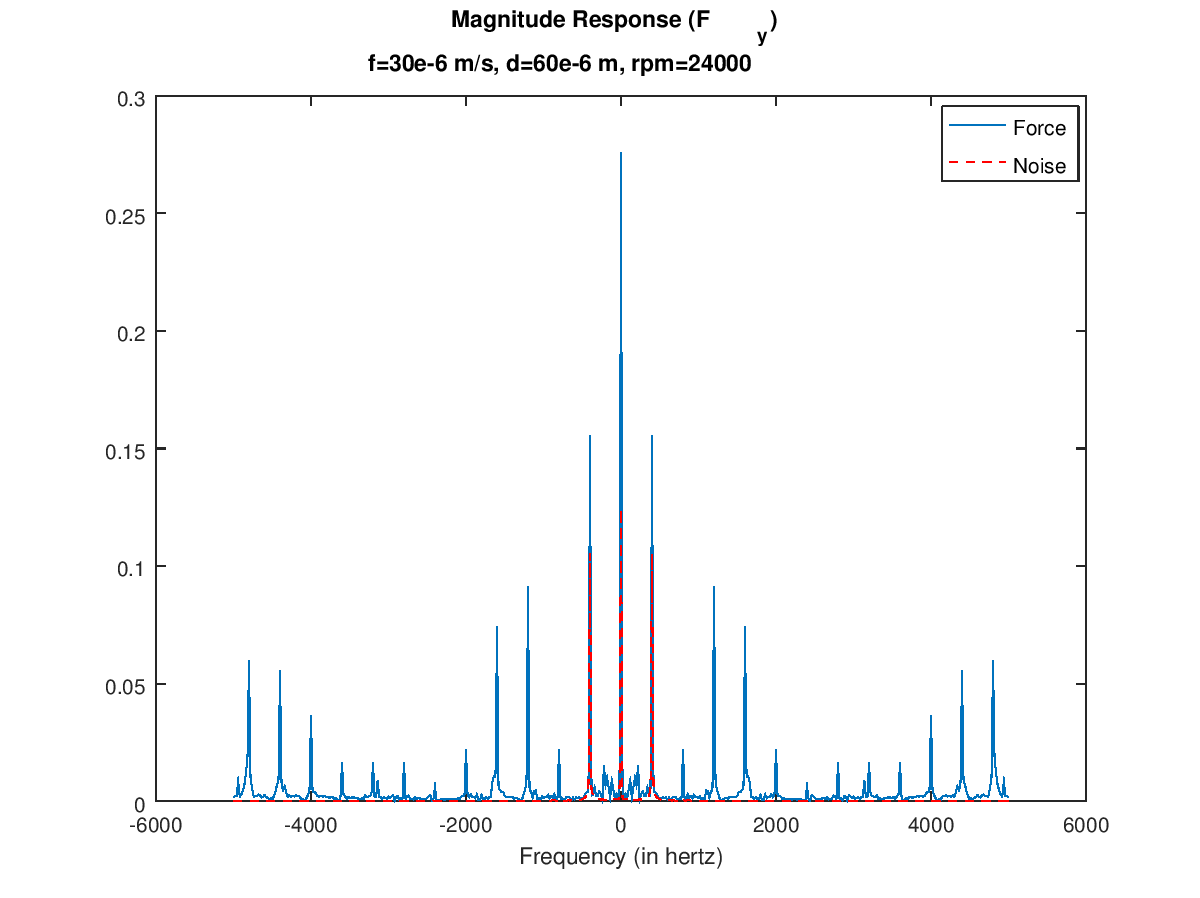 Magnitude Response (F y)
f=30e-6 m/s, d=60e-6 m, rpm=24000
Force
Noise
0.3
0.25
0.2
0.15
0.1
0.05
0
-6000 -4000 -2000 0 2000 4000 6000
Frequency (in hertz)